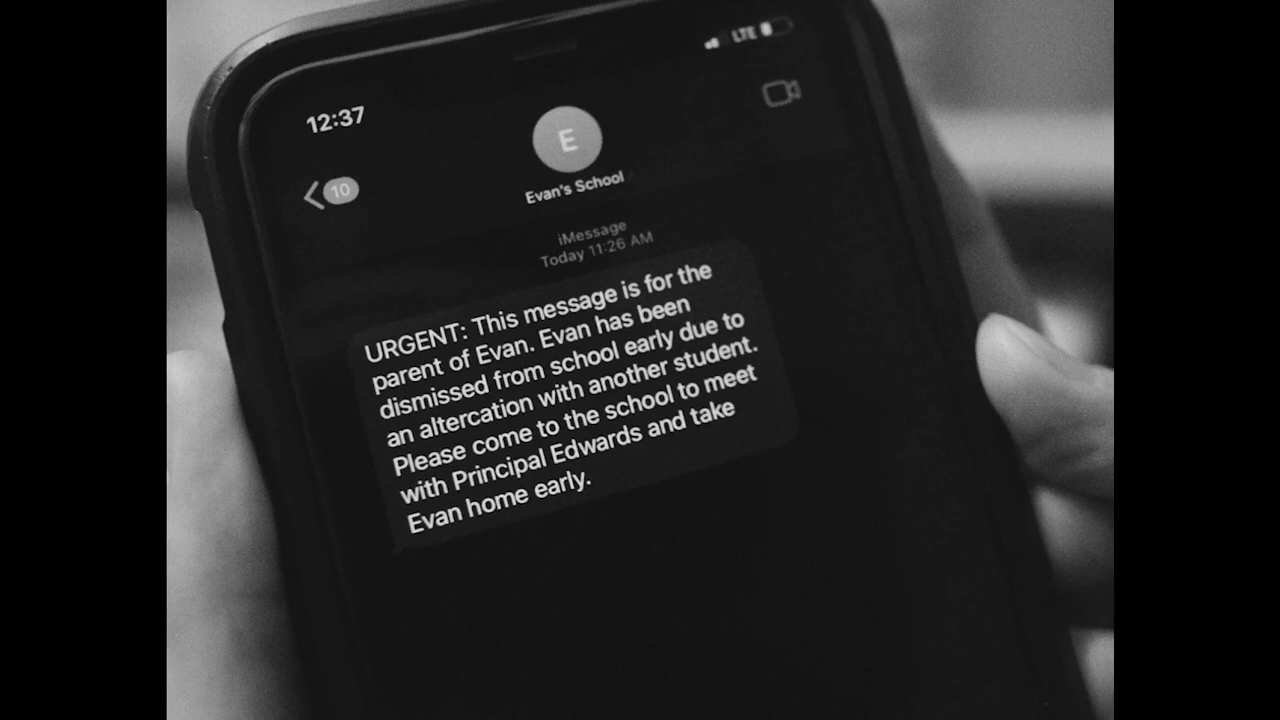 LTE
12:37
E
10
Evan's School
iMessage
Today 11:26 AM
URGENT: This message is for the
parent of Evan. Evan has been
dismissed from school early due to
an altercation with another student.
Please come to the school to meet
with Principal Edwards and take
Evan home early.